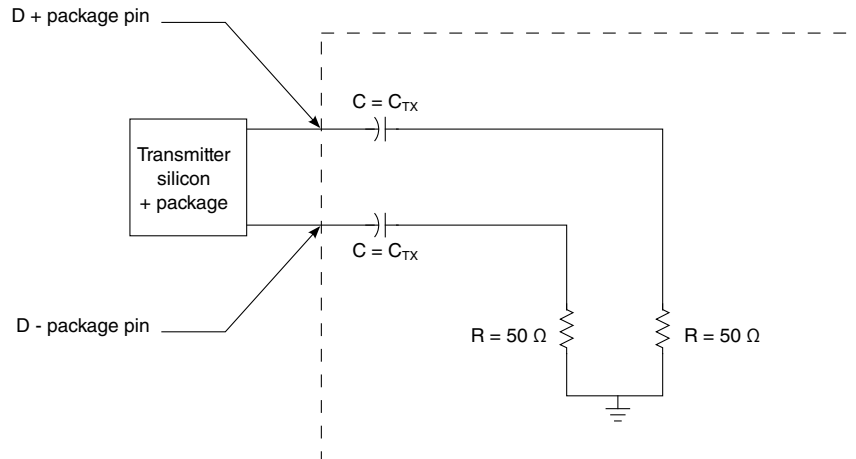 D + package pin
C = CTX
Transmitter
silicon
+ package
C = CTX
D - package pin
R = 50 Ω
R = 50 Ω